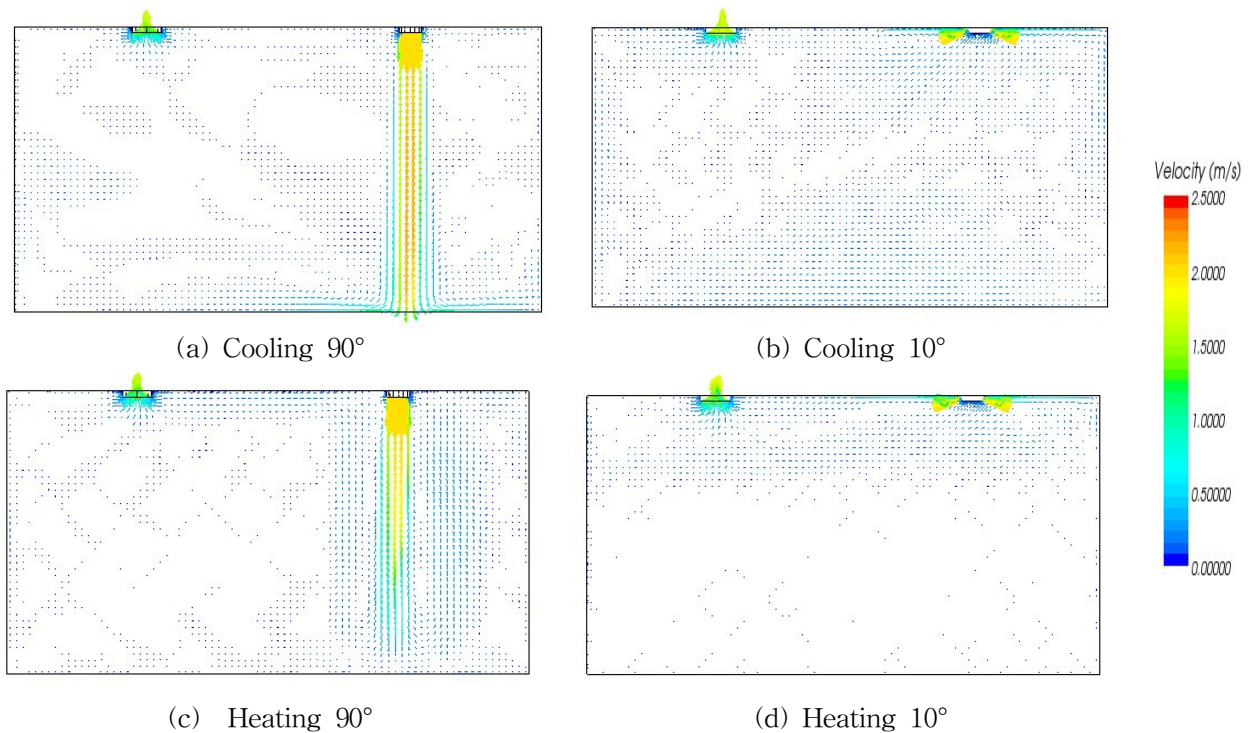 (a) Cooling 90°
(b) Cooling 10°
Velocity (m/s)
2.5000
2.0000
1.5000
1.0000
0.50000
0.00000
(c) Heating 90°
(d) Heating 10°